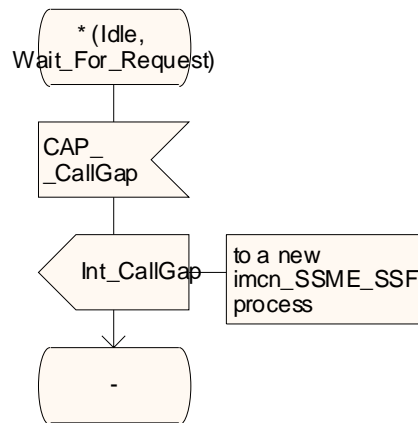 * (Idle,
Wait_For_Request)
CAP_
_CallGap
Int_CallGap
to a new
imcn_SSME_SSF
process
-